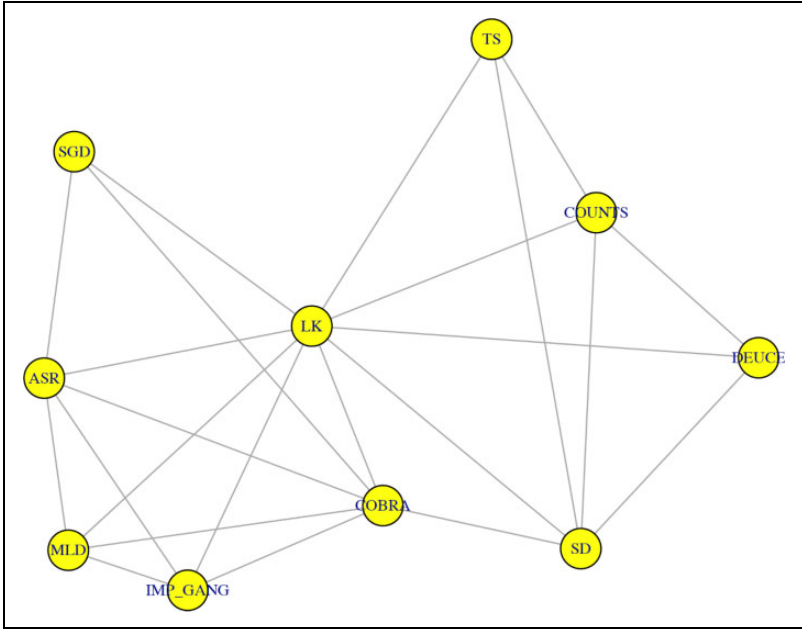 TS
SGD
COUNTS
LK
DEUCE
ASR
COBRA
SD
MLD
IMP_GANG